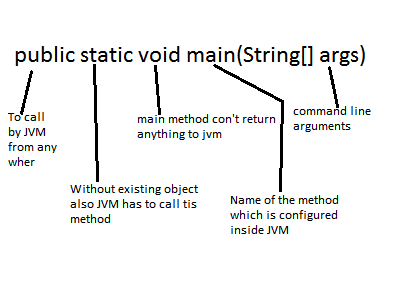 public static void main(String[] args)
To call
by JVM
from any
wher
main method con't return
anything to jvm
command line
arguments
Without existing object
also JVM has to call tis
method
Name of the method
which is configured
inside JVM